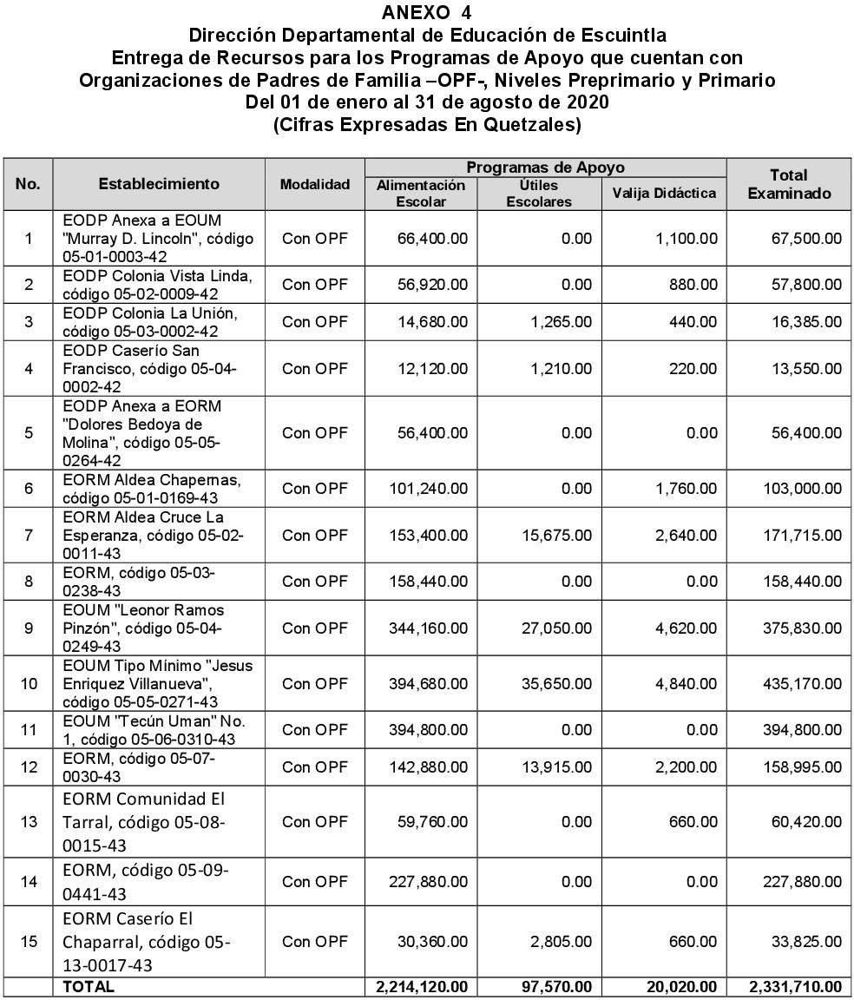 ANEXO 4
Dirección Departamental de Educación de Escuintla
Entrega de Recursos para los Programas de Apoyo que cuentan con
Organizaciones de Padres de Familia –OPF-, Niveles Preprimario y Primario
Del 01 de enero al 31 de agosto de 2020
(Cifras Expresadas En Quetzales)
No. Establecimiento Modalidad Programas de Apoyo Total
Examinado
Alimentación
Escolar Útiles
Escolares Valija Didáctica
EODP Anexa a EOUM
1 "Murray D. Lincoln", código Con OPF 66,400.00 0.00 1,100.00 67,500.00
05-01-0003-42
2 EODP Colonia Vista Linda, Con OPF 56,920.00 0.00 880.00 57,800.00
código 05-02-0009-42
3 EODP Colonia La Unión, Con OPF 14,680.00 1,265.00 440.00 16,385.00
código 05-03-0002-42
EODP Caserío San
4 Francisco, código 05-04- Con OPF 12,120.00 1,210.00 220.00 13,550.00
0002-42
EODP Anexa a EORM
"Dolores Bedoya de
5 Molina", código 05-05- Con OPF 56,400.00 0.00 0.00 56,400.00
0264-42
6 EORM Aldea Chapernas, Con OPF 101,240.00 0.00 1,760.00 103,000.00
código 05-01-0169-43
EORM Aldea Cruce La
7 Esperanza, código 05-02- Con OPF 153,400.00 15,675.00 2,640.00 171,715.00
0011-43
8 EORM, código 05-03- Con OPF 158,440.00 0.00 0.00 158,440.00
0238-43
EOUM "Leonor Ramos
9 Pinzón", código 05-04- Con OPF 344,160.00 27,050.00 4,620.00 375,830.00
0249-43
EOUM Tipo Mínimo "Jesus
10 Enriquez Villanueva", Con OPF 394,680.00 35,650.00 4,840.00 435,170.00
código 05-05-0271-43
11 EOUM "Tecún Uman" No. Con OPF 394,800.00 0.00 0.00 394,800.00
1, código 05-06-0310-43
12 EORM, código 05-07- Con OPF 142,880.00 13,915.00 2,200.00 158,995.00
0030-43
EORM Comunidad El
13 Tarral, código 05-08- Con OPF 59,760.00 0.00 660.00 60,420.00
0015-43
14 EORM, código 05-09- Con OPF 227,880.00 0.00 0.00 227,880.00
0441-43
EORM Caserío El
15 Chaparral, código 05- Con OPF 30,360.00 2,805.00 660.00 33,825.00
13-0017-43
TOTAL 2,214,120.00 97,570.00 20,020.00 2,331,710.00